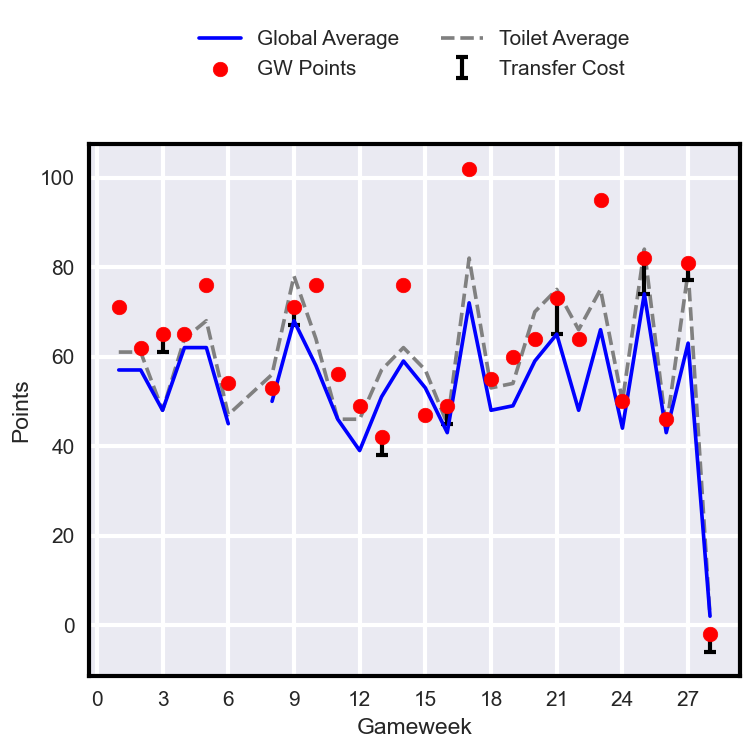 Global Average
GW Points
Toilet Average
Transfer Cost
100
80
60
40
20
0
Points
0 3 6 9 12 15 18 21 24 27
Gameweek